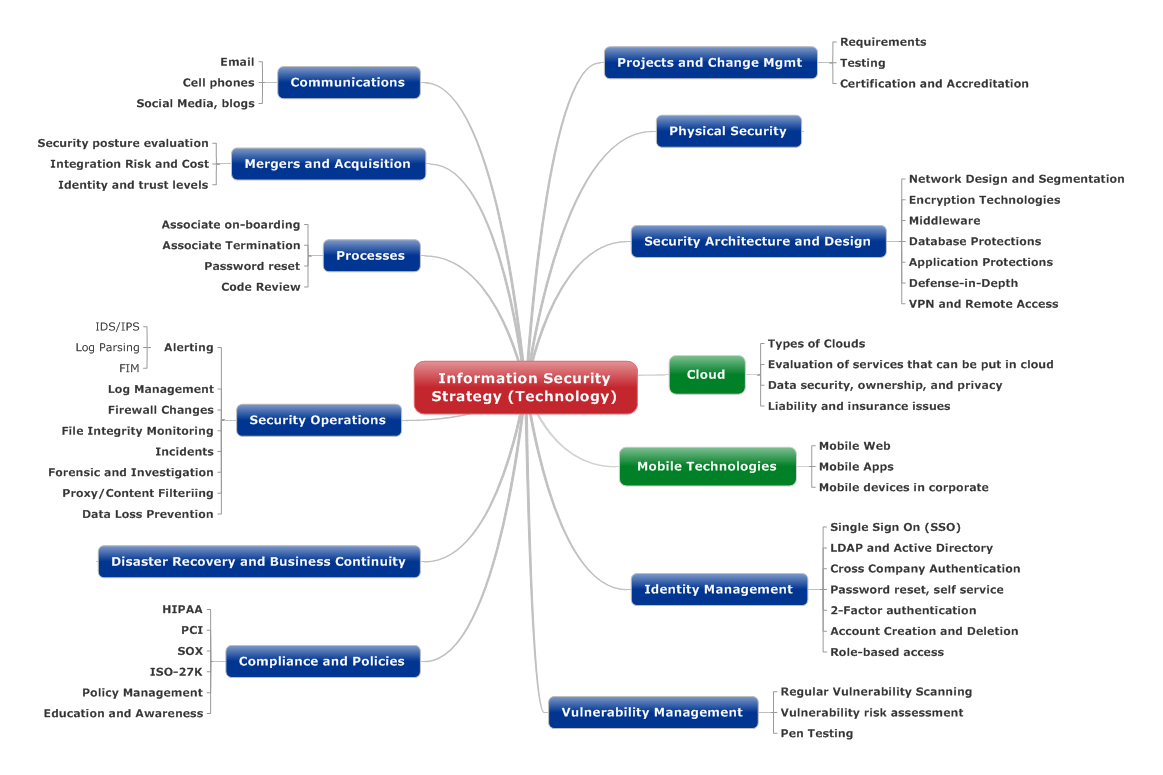 Information Security
Strategy (Technology)
Communications
Email
Cell phones
Social Media, blogs
Mergers and Acquisition
Security posture evaluation
Integration Risk and Cost
Identity and trust levels
Processes
Associate on-boarding
Associate Termination
Password reset
Code Review
Security Operations
Alerting
IDS/IPS
Log Parsing
FIM
Log Management
Firewall Changes
File Integrity Monitoring
Incidents
Forensic and Investigation
Proxy/Content Filteriing
Data Loss Prevention
Disaster Recovery and Business Continuity
Compliance and Policies
HIPAA
PCI
SOX
ISO-27K
Policy Management
Education and Awareness
Projects and Change Mgmt
Requirements
Testing
Certification and Accreditation
Physical Security
Security Architecture and Design
Network Design and Segmentation
Encryption Technologies
Middleware
Database Protections
Application Protections
Defense-in-Depth
VPN and Remote Access
Cloud
Types of Clouds
Evaluation of services that can be put in cloud
Data security, ownership, and privacy
Liability and insurance issues
Mobile Technologies
Mobile Web
Mobile Apps
Mobile devices in corporate
Identity Management
Single Sign On (SSO)
LDAP and Active Directory
Cross Company Authentication
Password reset, self service
2-Factor authentication
Account Creation and Deletion
Role-based access
Vulnerability Management
Regular Vulnerability Scanning
Vulnerability risk assessment
Pen Testing